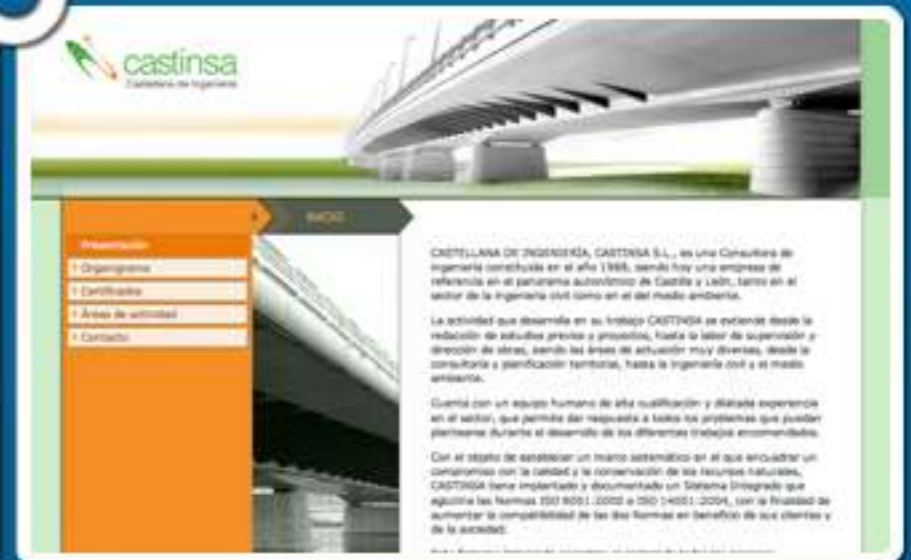 castinsa
Castellana de Ingeniería
INICIO
Presentación
Organigrama
Certificados
Áreas de actividad
Contacto
CASTELLANA DE INGENIERÍA, CASTINSA S.L., es una Consultora de
ingeniería constituida en el año 1988, siendo hoy una empresa de
referencia en el panorama autonómico de Castilla y León, tanto en el
sector de la ingeniería civil como en el del medio ambiente.
La actividad que desarrolla en su trabajo CASTINSA se extiende desde la
redacción de estudios previos y proyectos, hasta la labor de supervisión y
dirección de obras, siendo las áreas de actuación muy diversas, desde la
consultoría y planificación territorial, hasta la ingeniería civil y el medio
ambiente.
Cuenta con un equipo humano de alta cualificación y dilatada experiencia
en el sector, que permite dar respuesta a todos los problemas que puedan
plantearse durante el desarrollo de los diferentes trabajos encomendados.
Con el objeto de establecer un marco sistemático en el que encuadrar un
compromiso con la calidad y la conservación de los recursos naturales,
CASTINSA tiene implantado y documentado un Sistema Integrado que
aglutina las Normas ISO 9001:2000 e ISO 14001:2004, con la finalidad de
aumentar la compatibilidad de las dos Normas en beneficio de sus clientes y
de la sociedad.